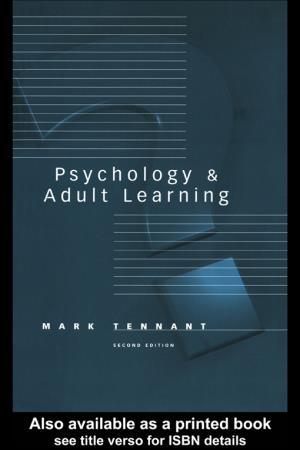 Psychology &
Adult Learning
MARK TENNANT
SECOND EDITION
Also available as a printed book
see title verso for ISBN details